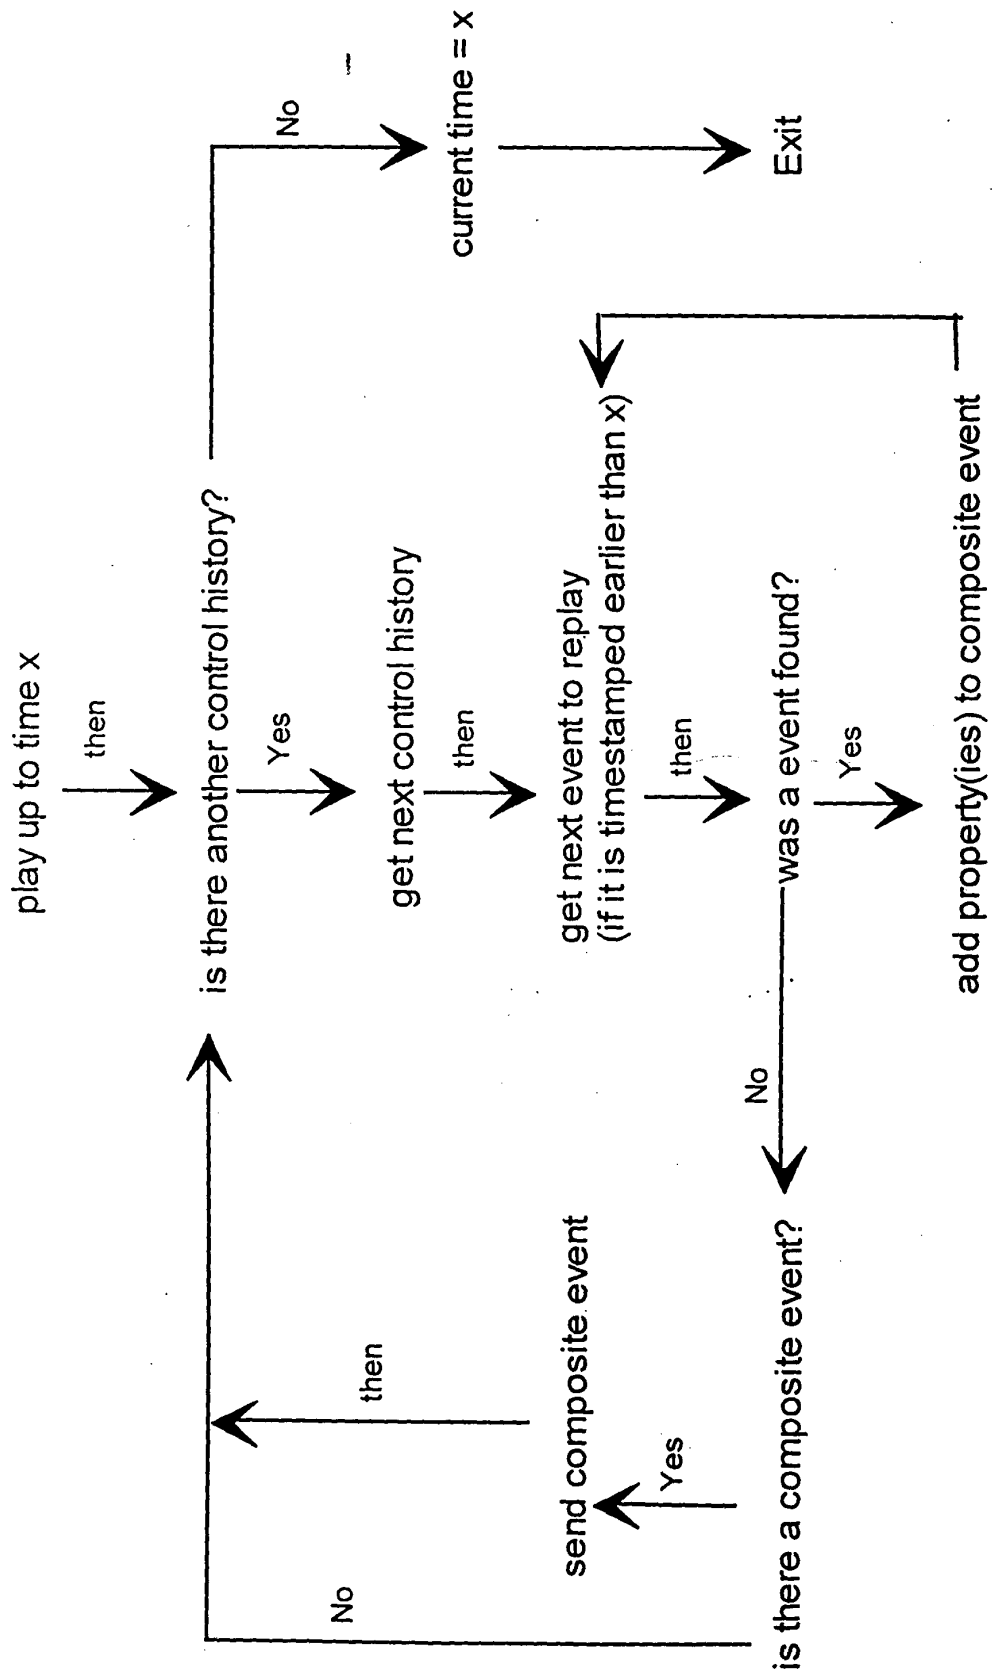 play up to time x
then
is there another control history?
No
Yes
current time = x
get next control history
then
Exit
get next event to replay
(if it is timestamped earlier than x)
then
was a event found?
No
Yes
add property(ies) to composite event
is there a composite event?
Yes
send composite event
then
No